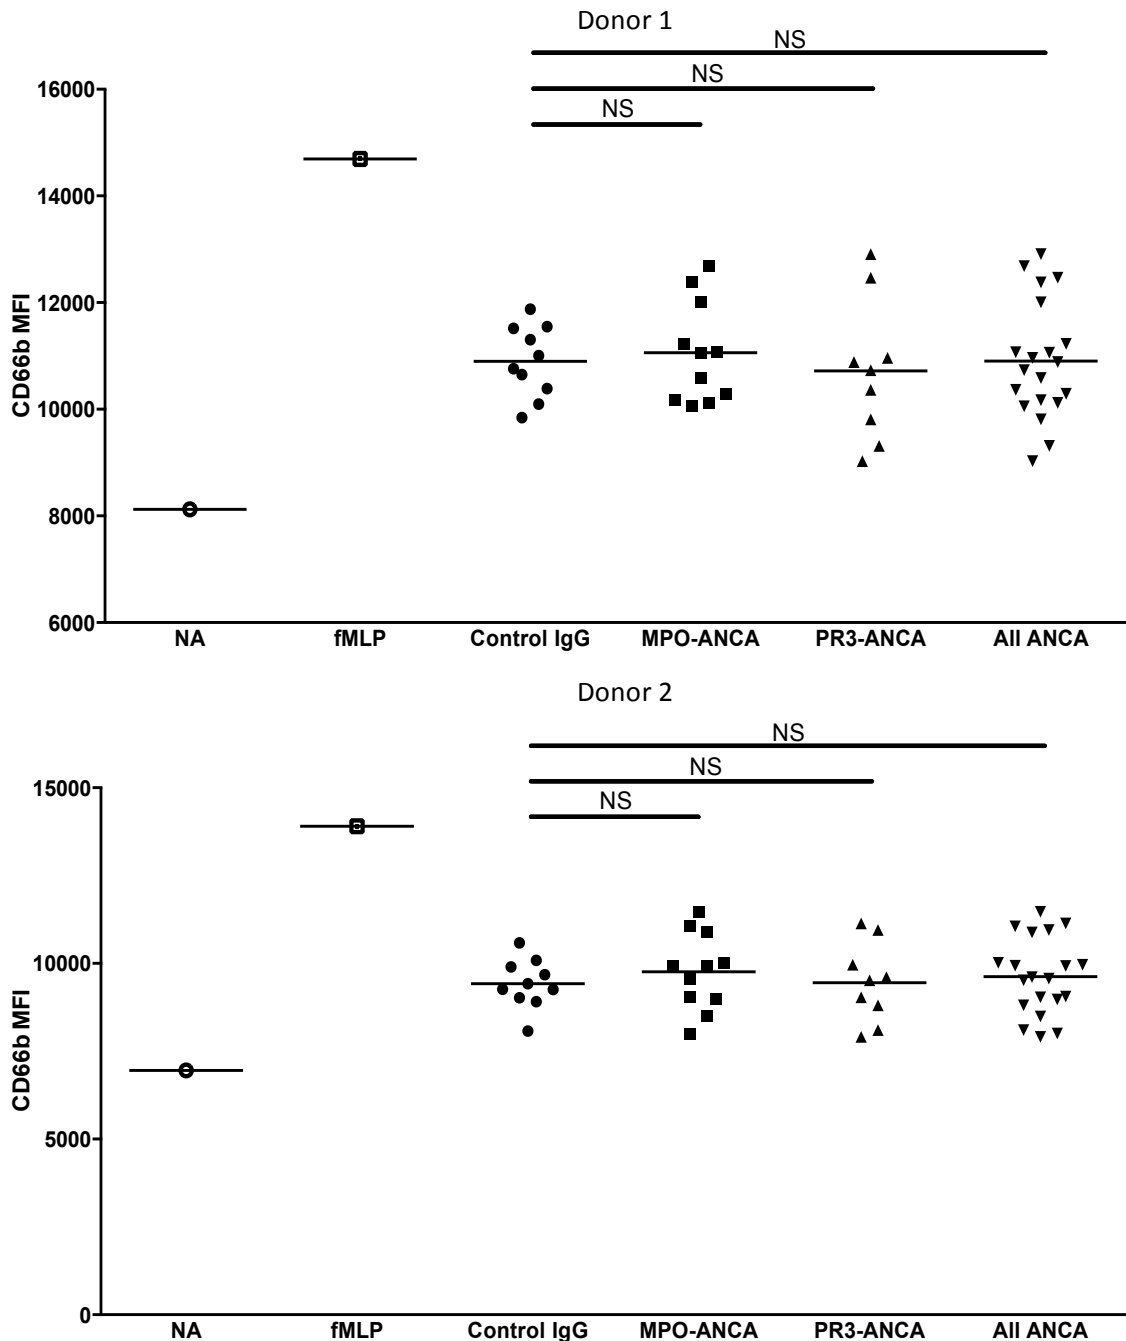 Donor 1
NS
NS
NS
16000
14000
12000
10000
8000
6000
CD66b MFI
NA fMLP Control IgG MPO-ANCA PR3-ANCA All ANCA
Donor 2
NS
NS
NS
15000
10000
5000
0
CD66b MFI
NA fMLP Control IgG MPO-ANCA PR3-ANCA All ANCA